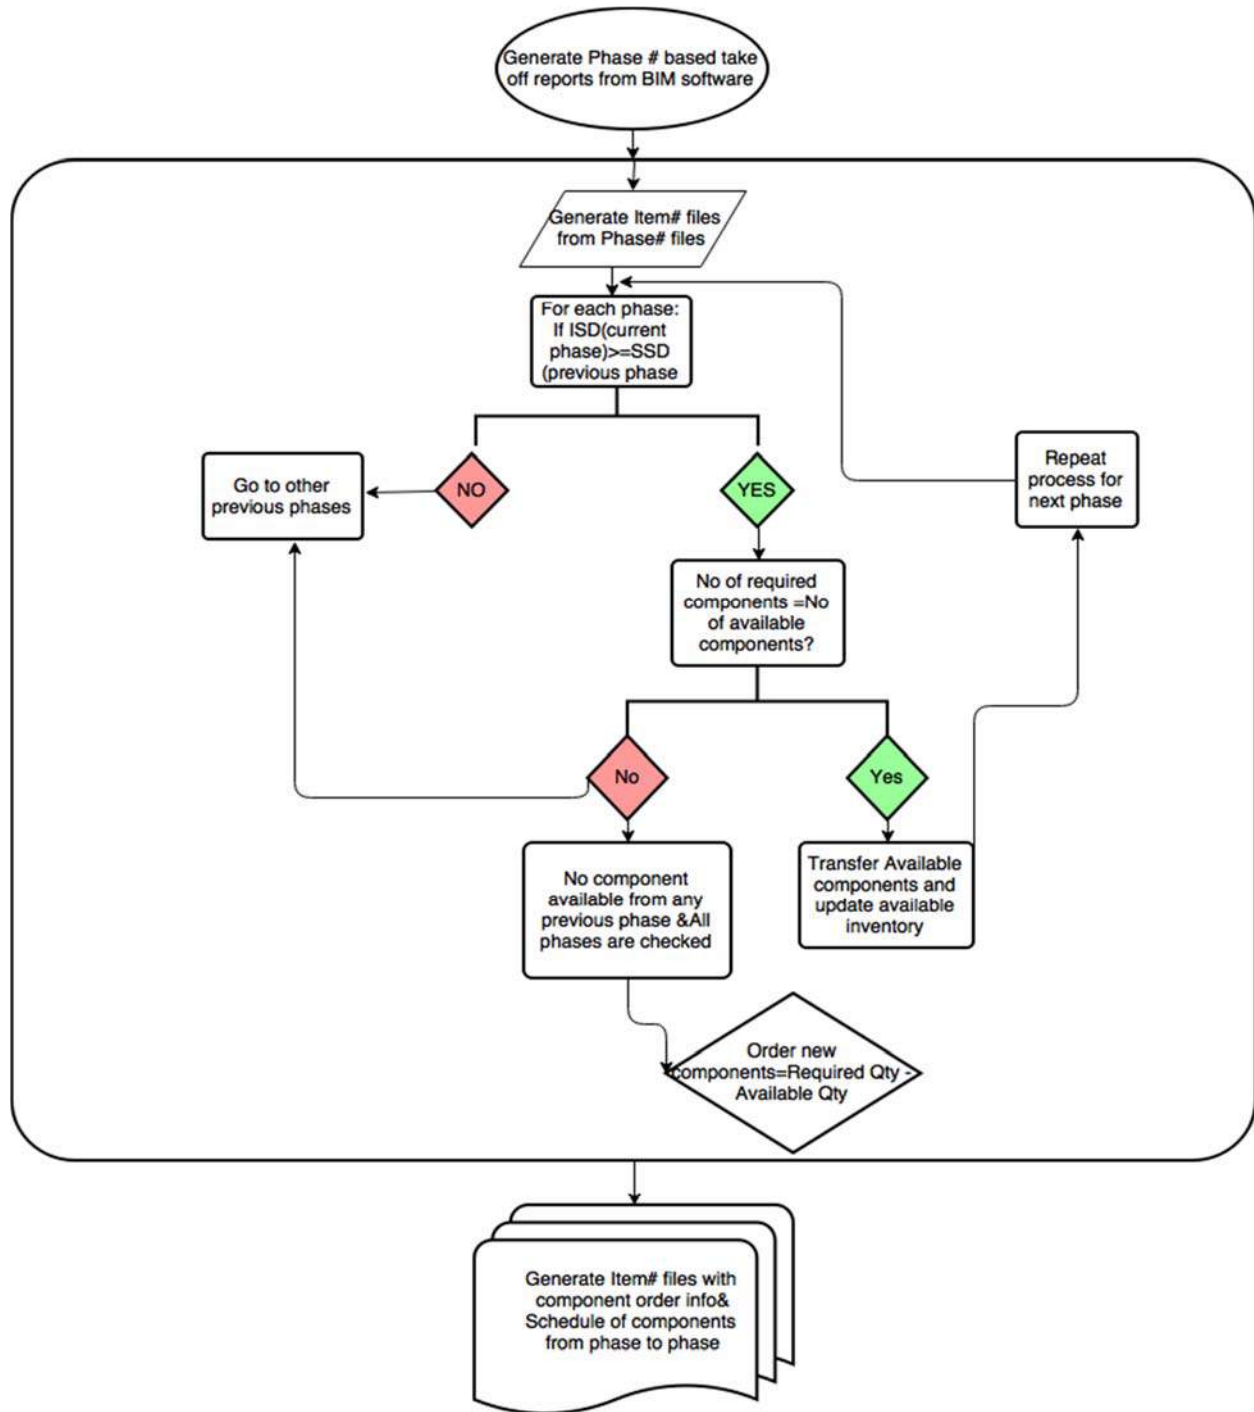 Generate Phase # based take
off reports from BIM software
Generate Item# files
from Phase# files
For each phase:
If ISD(current
phase)>=SSD
(previous phase
Go to other
previous phases
NO
YES
Repeat
process for
next phase
No of required
components =No
of available
components?
No
Yes
No component
available from any
previous phase &All
phases are checked
Transfer Available
components and
update available
inventory
Order new
components=Required Qty -
Available Qty
Generate Item# files with
component order info&
Schedule of components
from phase to phase